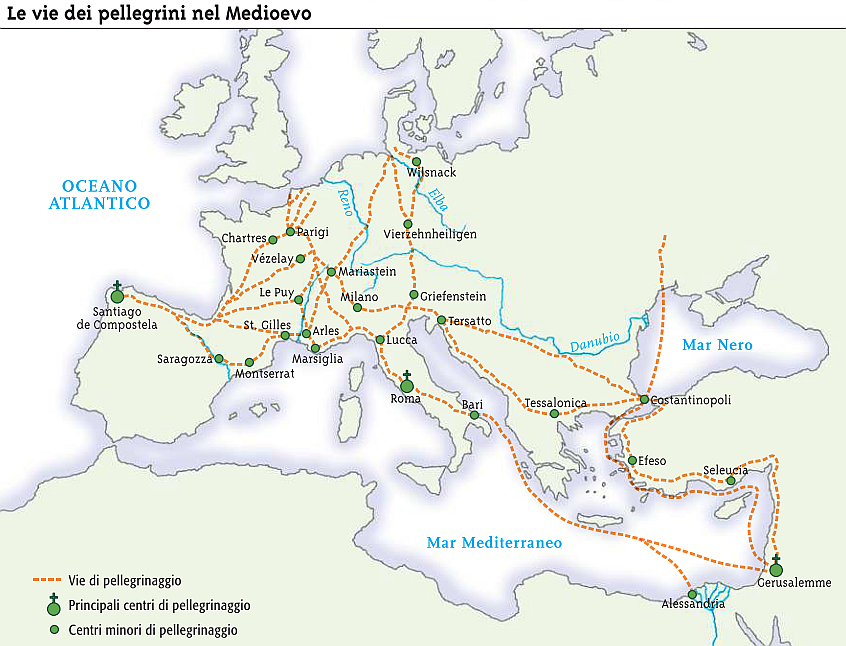 Le vie dei pellegrini nel Medioevo
Wilsnack
OCEANO
ATLANTICO
Reno
Elba
Chartres
Parigi
Vierzehnheiligen
Vézelay
Mariastein
Le Puy
Milano
Griefenstein
Santiago
de Compostela
St. Gilles
Arles
Tersatto
Danubio
Mar Nero
Lucca
Saragozza
Marsiglia
Montserrat
Roma
Bari
Tessalonica
Costantinopoli
Efeso
Seleucia
Mar Mediterraneo
Gerusalemme
Alessandria
Vie di pellegrinaggio
Principali centri di pellegrinaggio
Centri minori di pellegrinaggio